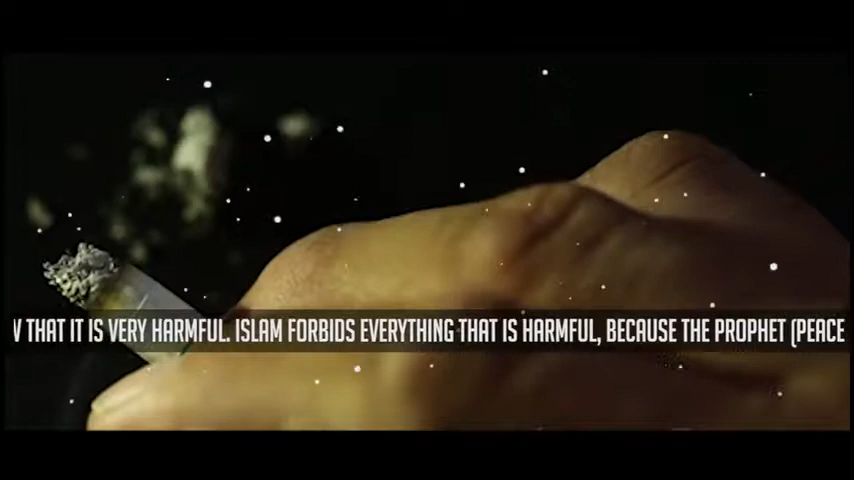 THAT IT IS VERY HARMFUL. ISLAM FORBIDS EVERYTHING THAT IS HARMFUL, BECAUSE THE PROPHET (PEACE